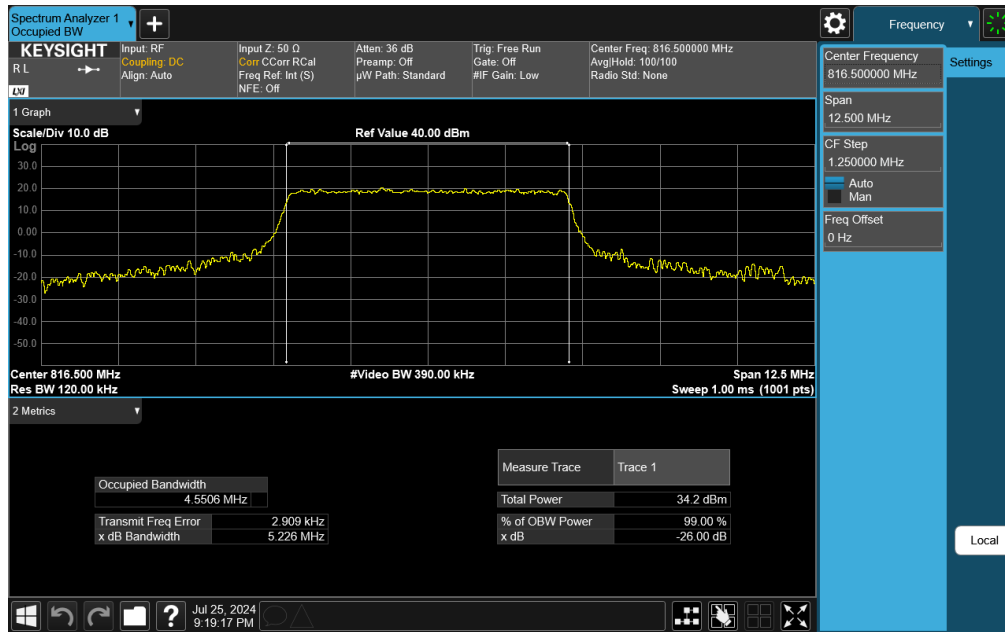 Spectrum Analyzer 1
Occupied BW
Frequency
KEYSIGHT
R L
LXI
Input: RF
Coupling: DC
Align: Auto
Input Z: 50 Ω
Corr CCorr RCal
Freq Ref: Int (S)
NFE: Off
Atten: 36 dB
Preamp: Off
µW Path: Standard
Trig: Free Run
Gate: Off
#IF Gain: Low
Center Freq: 816.500000 MHz
Avg|Hold: 100/100
Radio Std: None
Center Frequency
816.500000 MHz
Settings
Span
12.500 MHz
CF Step
1.250000 MHz
Auto
Man
Freq Offset
0 Hz
Local
1 Graph
Scale/Div 10.0 dB
Ref Value 40.00 dBm
Log
30.0
20.0
10.0
0.00
-10.0
-20.0
-30.0
-40.0
-50.0
Center 816.500 MHz
#Video BW 390.00 kHz
Span 12.5 MHz
Res BW 120.00 kHz
Sweep 1.00 ms (1001 pts)
2 Metrics
Occupied Bandwidth
4.5506 MHz
Transmit Freq Error 2.909 kHz
x dB Bandwidth 5.226 MHz
Measure Trace Trace 1
Total Power 34.2 dBm
% of OBW Power 99.00 %
x dB -26.00 dB
?
Jul 25, 2024
9:19:17 PM